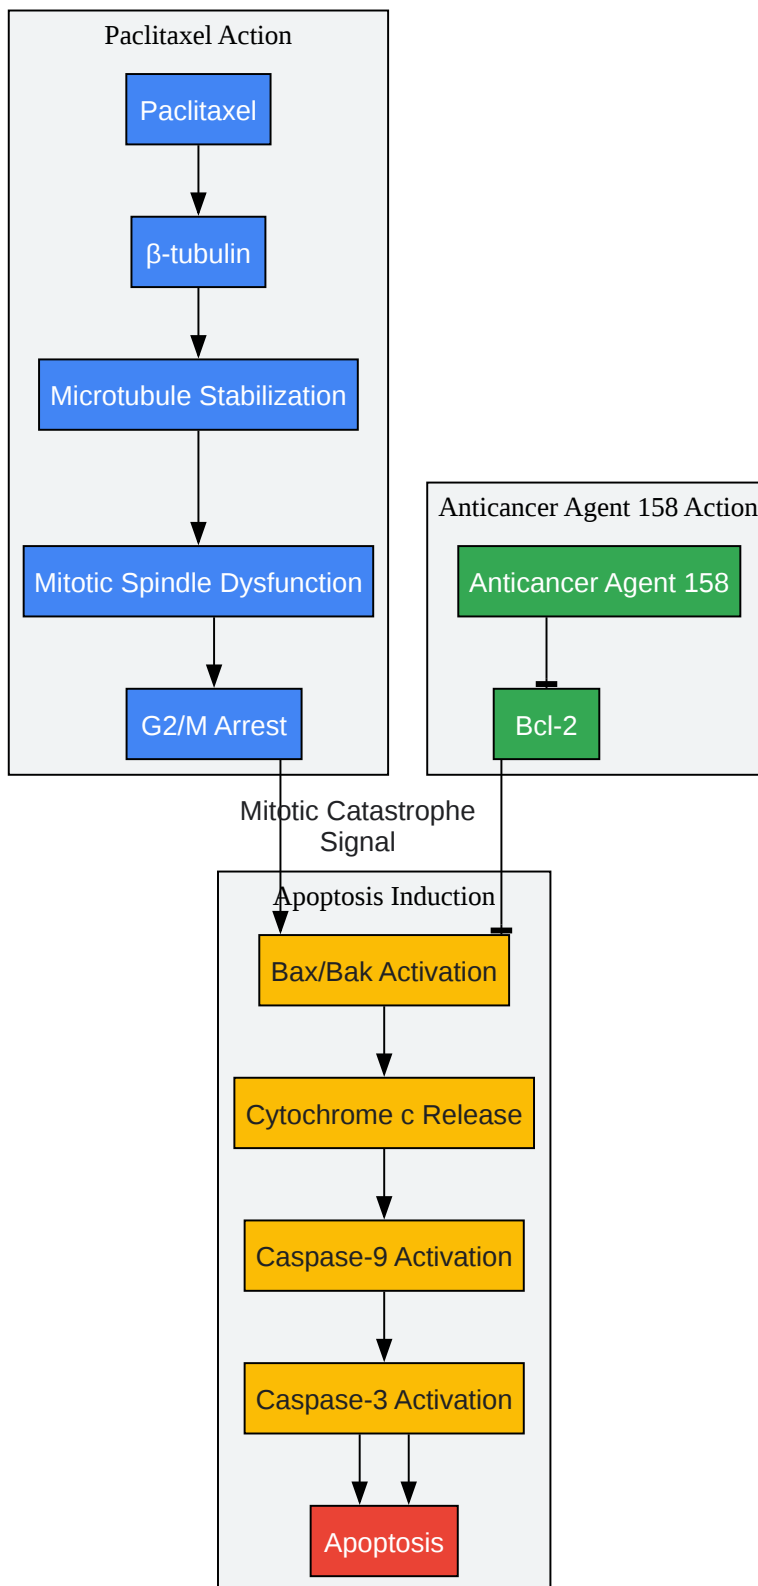 Paclitaxel Action
Paclitaxel
β-tubulin
Microtubule Stabilization
Mitotic Spindle Dysfunction
G2/M Arrest
Anticancer Agent 158 Action
Anticancer Agent 158
Bcl-2
Mitotic Catastrophe
Signal
Apoptosis Induction
Bax/Bak Activation
Cytochrome c Release
Caspase-9 Activation
Caspase-3 Activation
Apoptosis